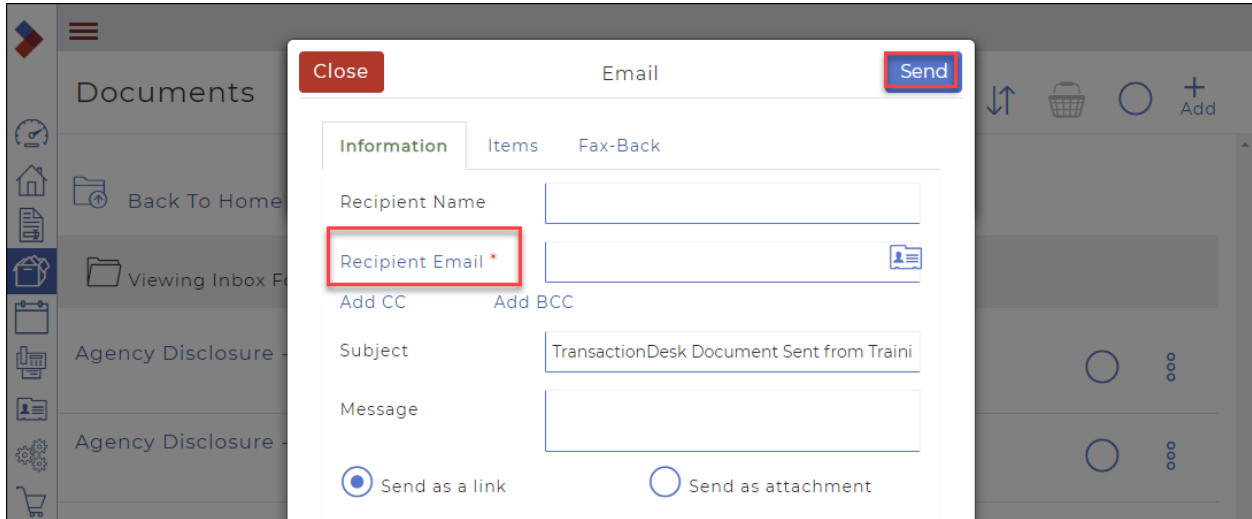 Close
Email
Send
Documents
Add
Information
Items
Fax-Back
Recipient Name
Back To Home
Recipient Email *
Viewing Inbox Fo
Add CC
Add BCC
Subject
TransactionDesk Document Sent from Traini
Agency Disclosure -
Message
Agency Disclosure -
Send as a link
Send as attachment